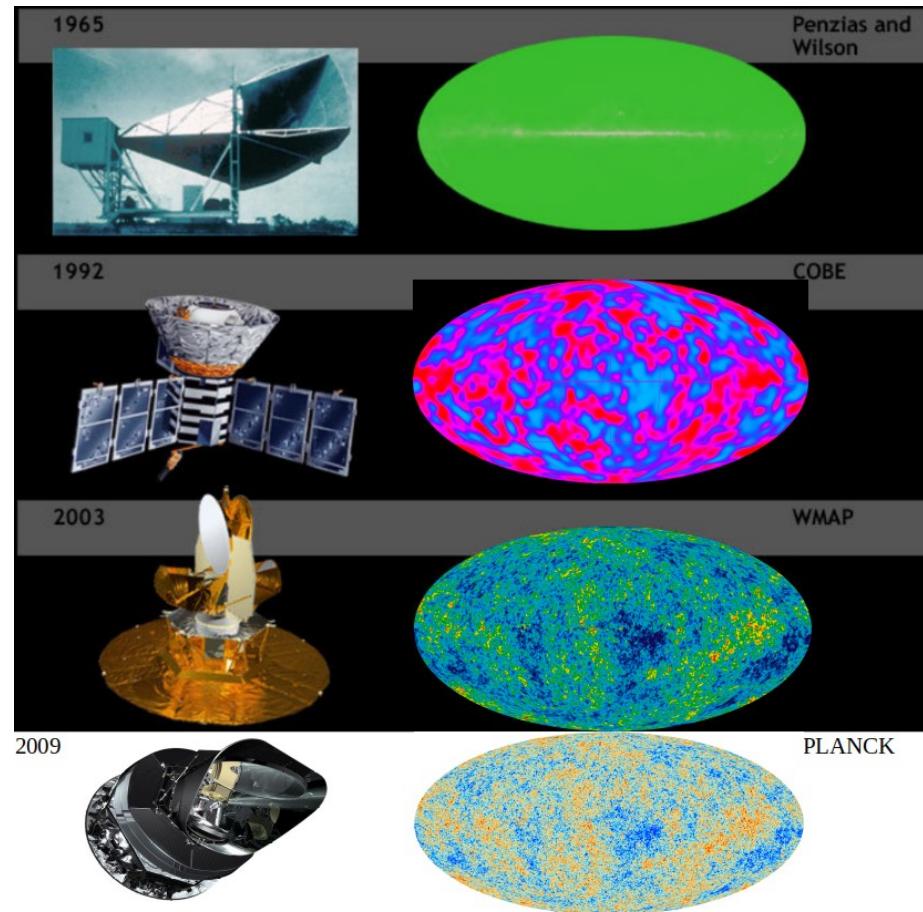 1965
Penzias and
Wilson
1992
COBE
2003
WMAP
2009
PLANCK